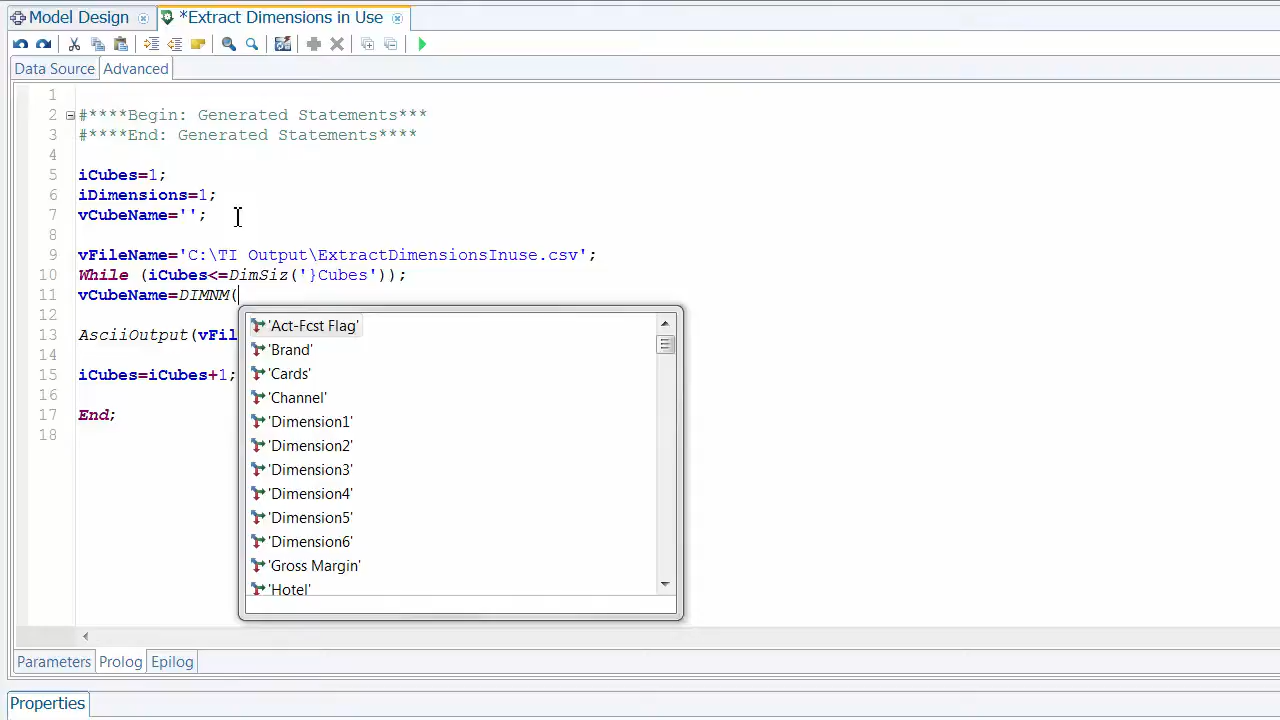 Model Design *Extract Dimensions in Use
Data Source Advanced
1
2 #****Begin: Generated Statements***
3 #****End: Generated Statements****
4
5 iCubes=1;
6 iDimensions=1;
7 vCubeName='';
8
9 vFileName='C:\TI Output\ExtractDimensionsInuse.csv';
10 While (iCubes<=DimSiz('}Cubes'));
11 vCubeName=DIMNM(
12
13 AsciiOutput(vFil
14
15 iCubes=iCubes+1;
16
17 End;
18
'Act-Fcst Flag'
'Brand'
'Cards'
'Channel'
'Dimension1'
'Dimension2'
'Dimension3'
'Dimension4'
'Dimension5'
'Dimension6'
'Gross Margin'
'Hotel'
Parameters Prolog Epilog
Properties